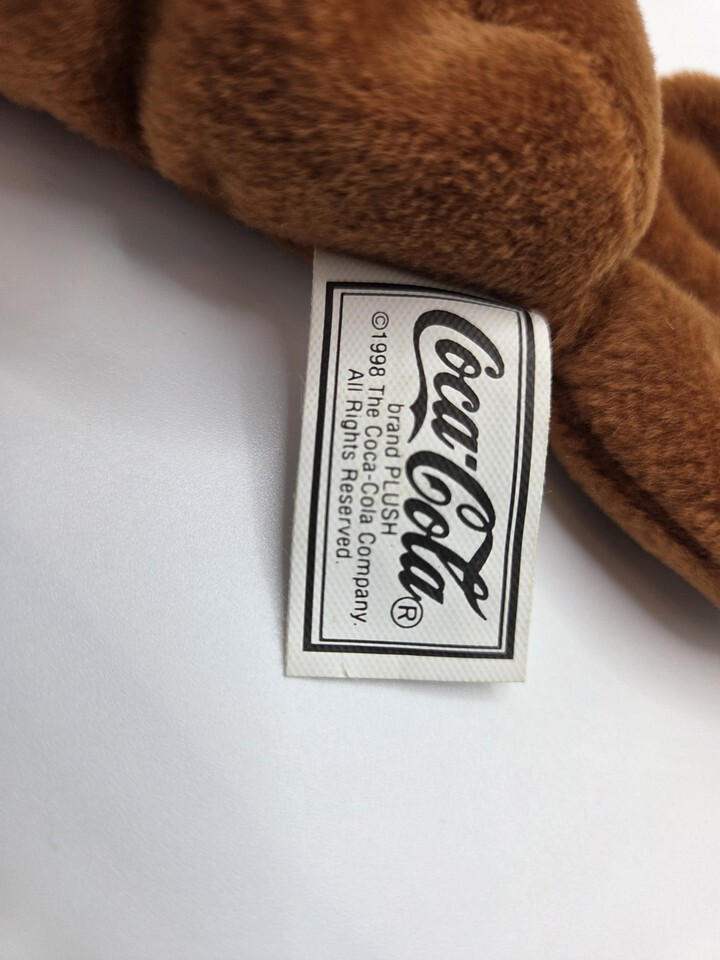 Coca-Cola®
brand PLUSH
©1998 The Coca-Cola Company.
All Rights Reserved.